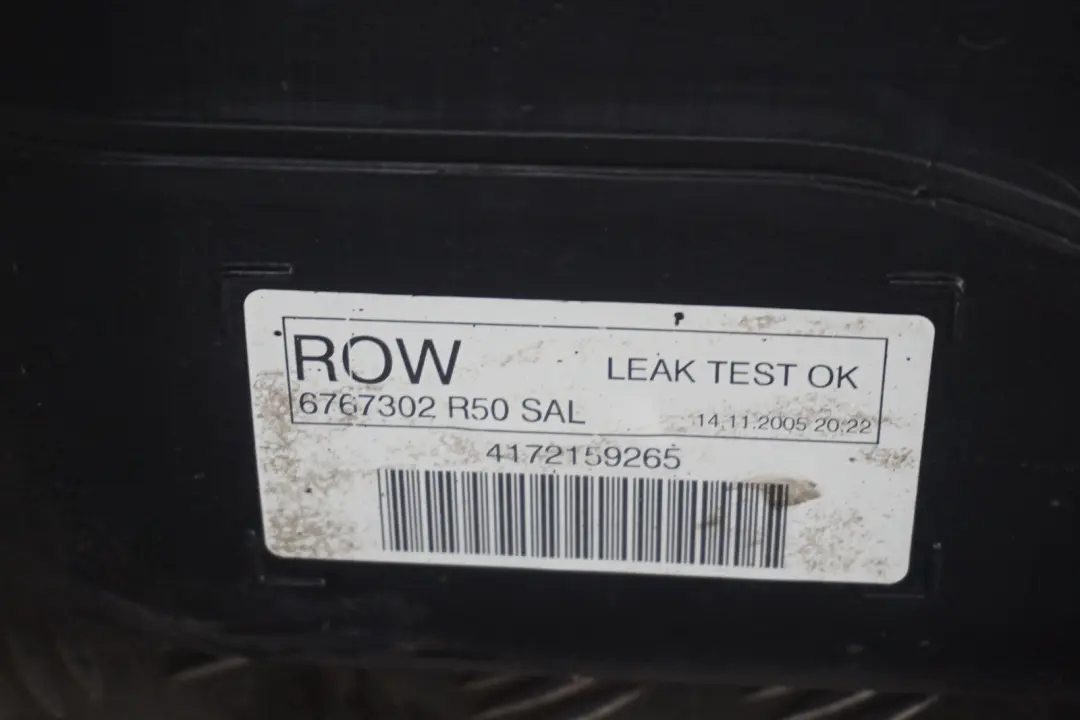 ROW
LEAK TEST OK
6767302 R50 SAL
14.11.2005 20:22
4172159265